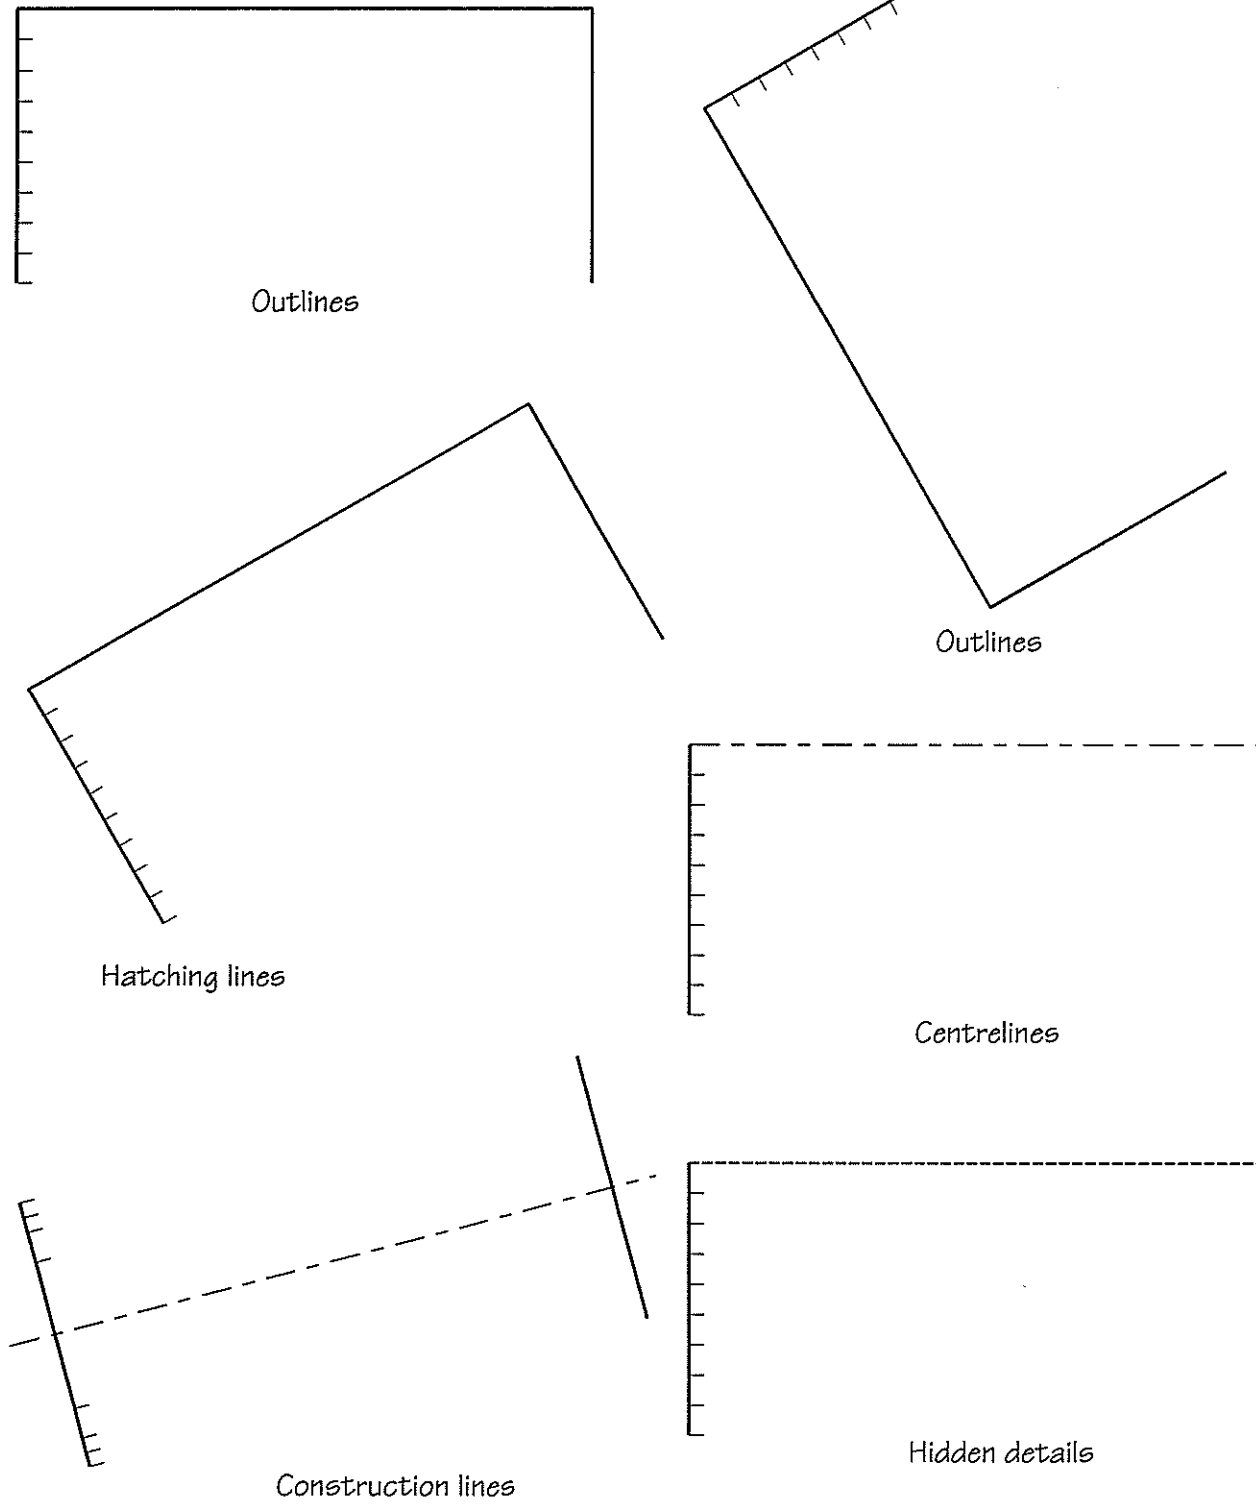 Outlines
Outlines
Hatching lines
Centrelines
Hidden details
Construction lines